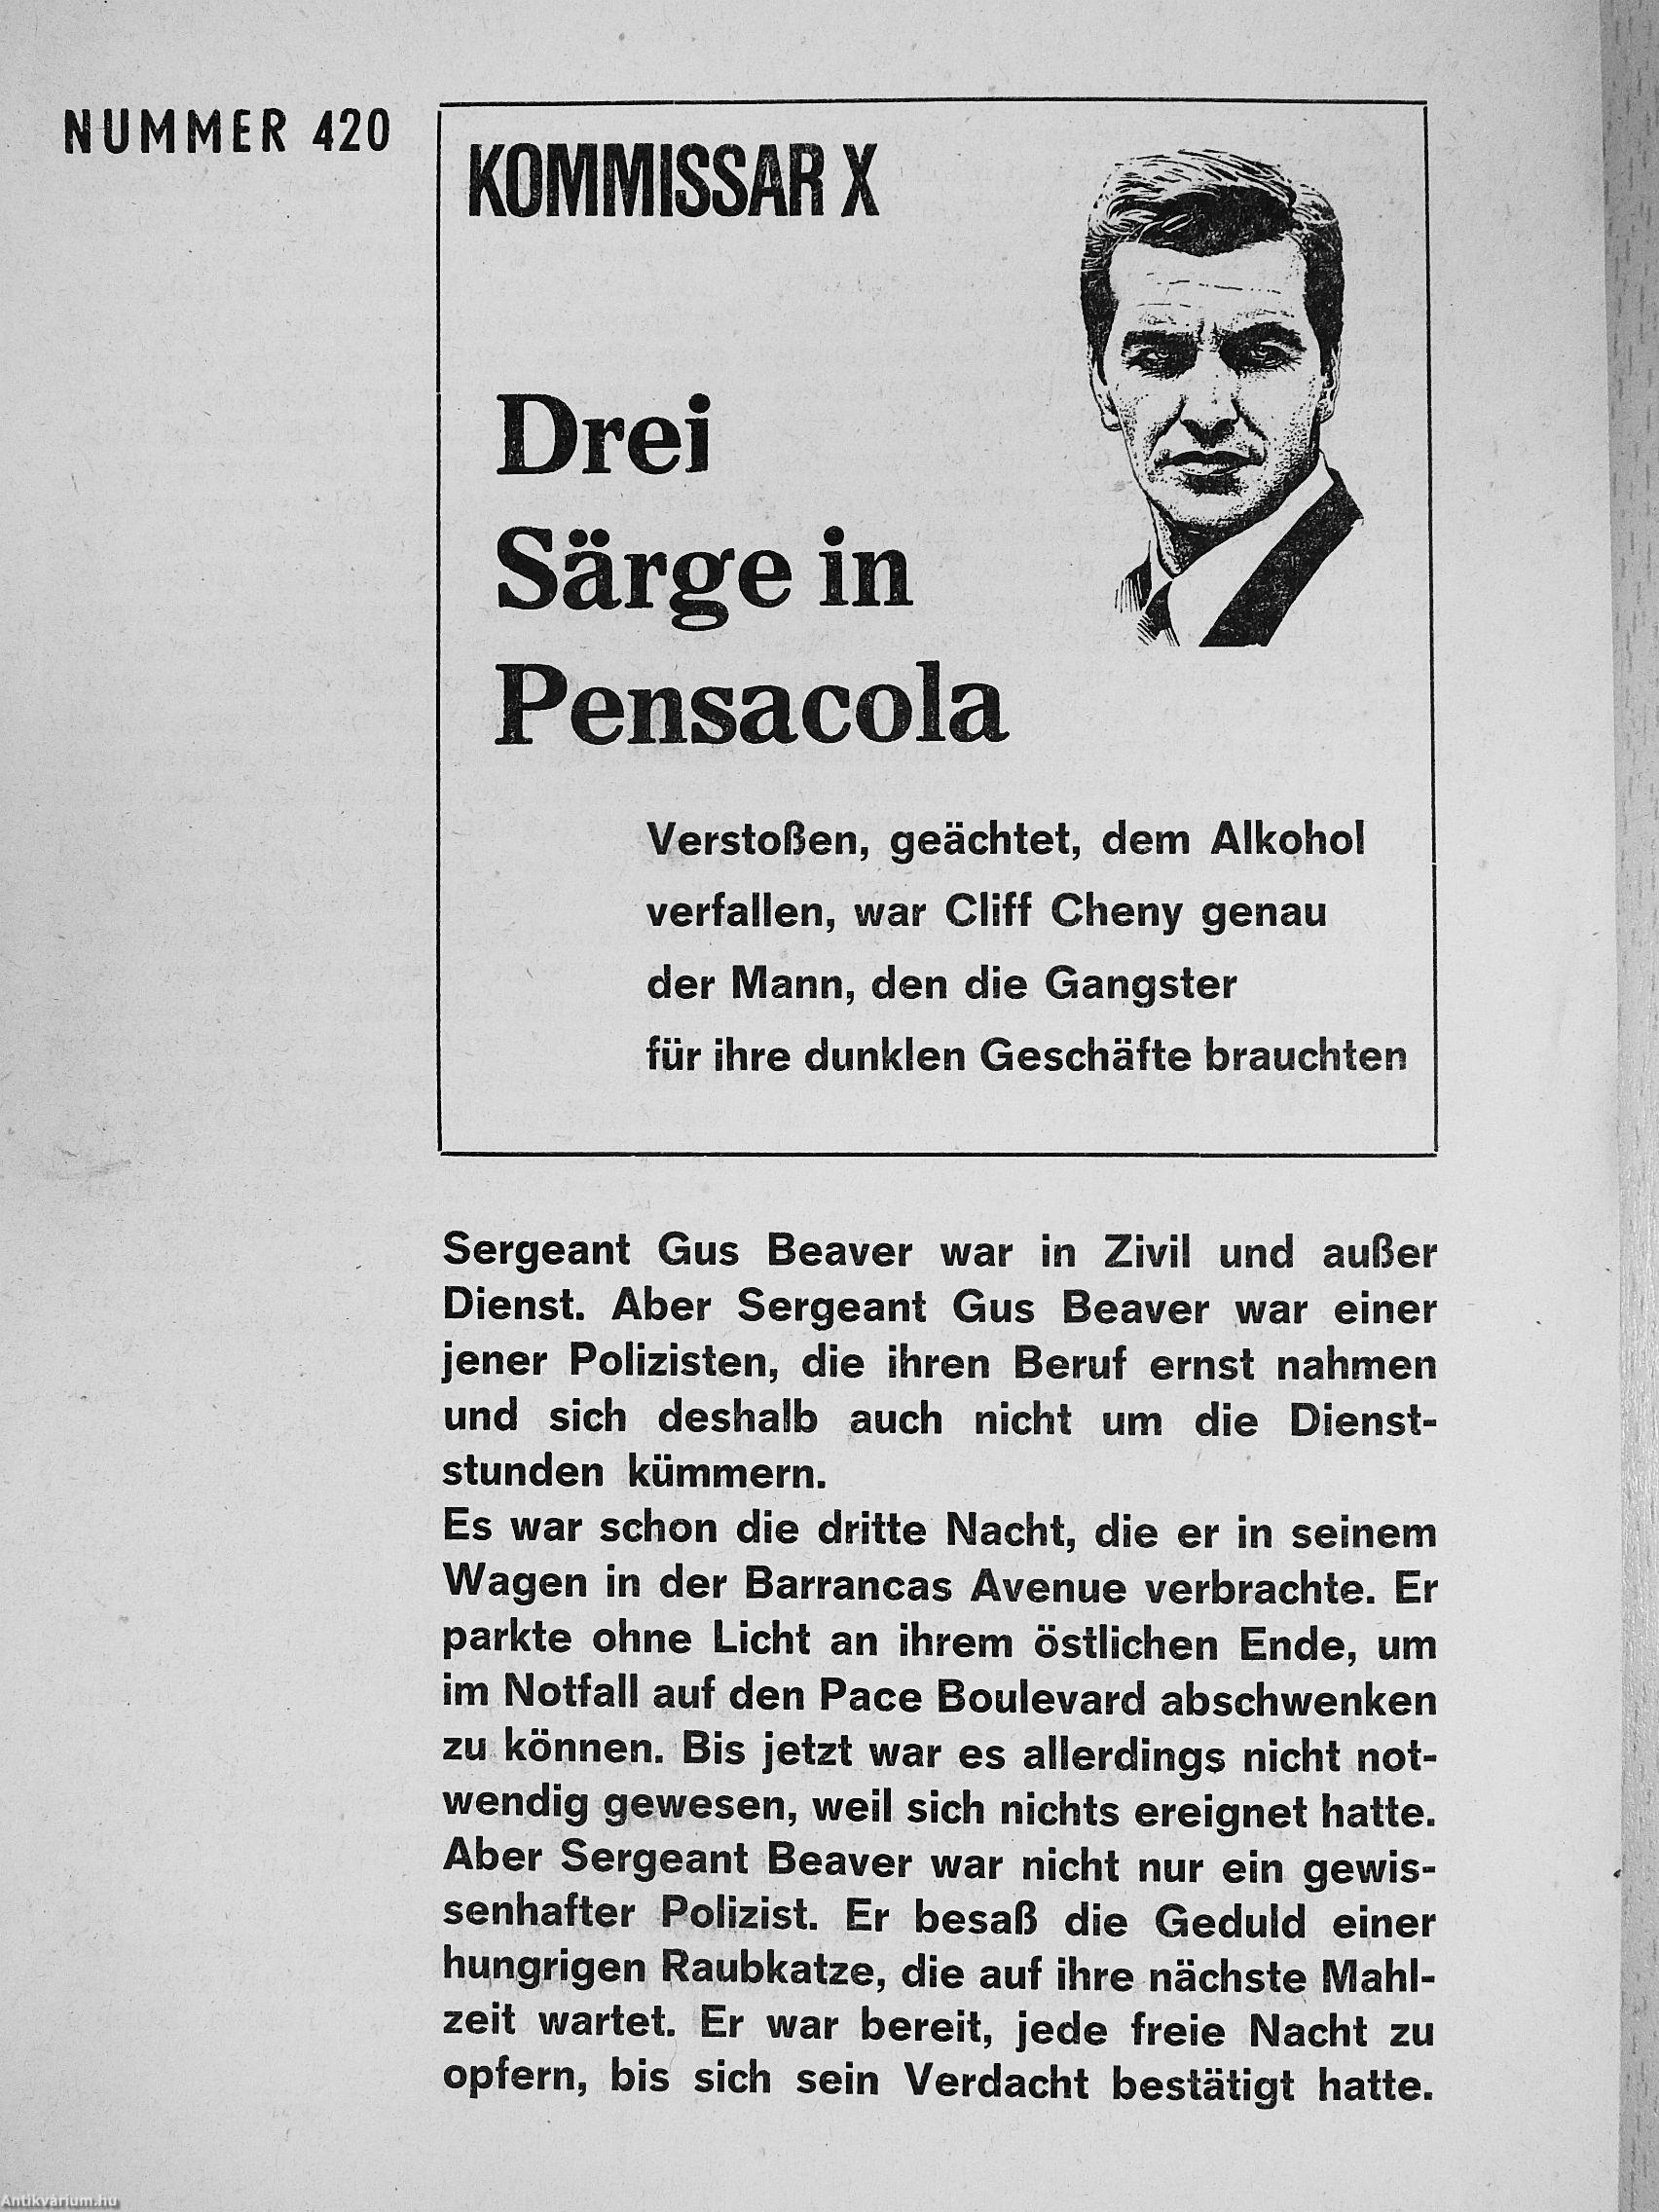 NUMMER 420
KOMMISSAR X
Drei
Särge in
Pensacola
Verstoßen, geächtet, dem Alkohol
verfallen, war Cliff Cheny genau
der Mann, den die Gangster
für ihre dunklen Geschäfte brauchten
Sergeant Gus Beaver war in Zivil und außer
Dienst. Aber Sergeant Gus Beaver war einer
jener Polizisten, die ihren Beruf ernst nahmen
und sich deshalb auch nicht um die Dienst-
stunden kümmern.
Es war schon die dritte Nacht, die er in seinem
Wagen in der Barrancas Avenue verbrachte. Er
parkte ohne Licht an ihrem östlichen Ende, um
im Notfall auf den Pace Boulevard abschwenken
zu können. Bis jetzt war es allerdings nicht not-
wendig gewesen, weil sich nichts ereignet hatte.
Aber Sergeant Beaver war nicht nur ein gewis-
senhafter Polizist. Er besaß die Geduld einer
hungrigen Raubkatze, die auf ihre nächste Mahl-
zeit wartet. Er war bereit, jede freie Nacht zu
opfern, bis sich sein Verdacht bestätigt hatte.
Antikvárium.hu